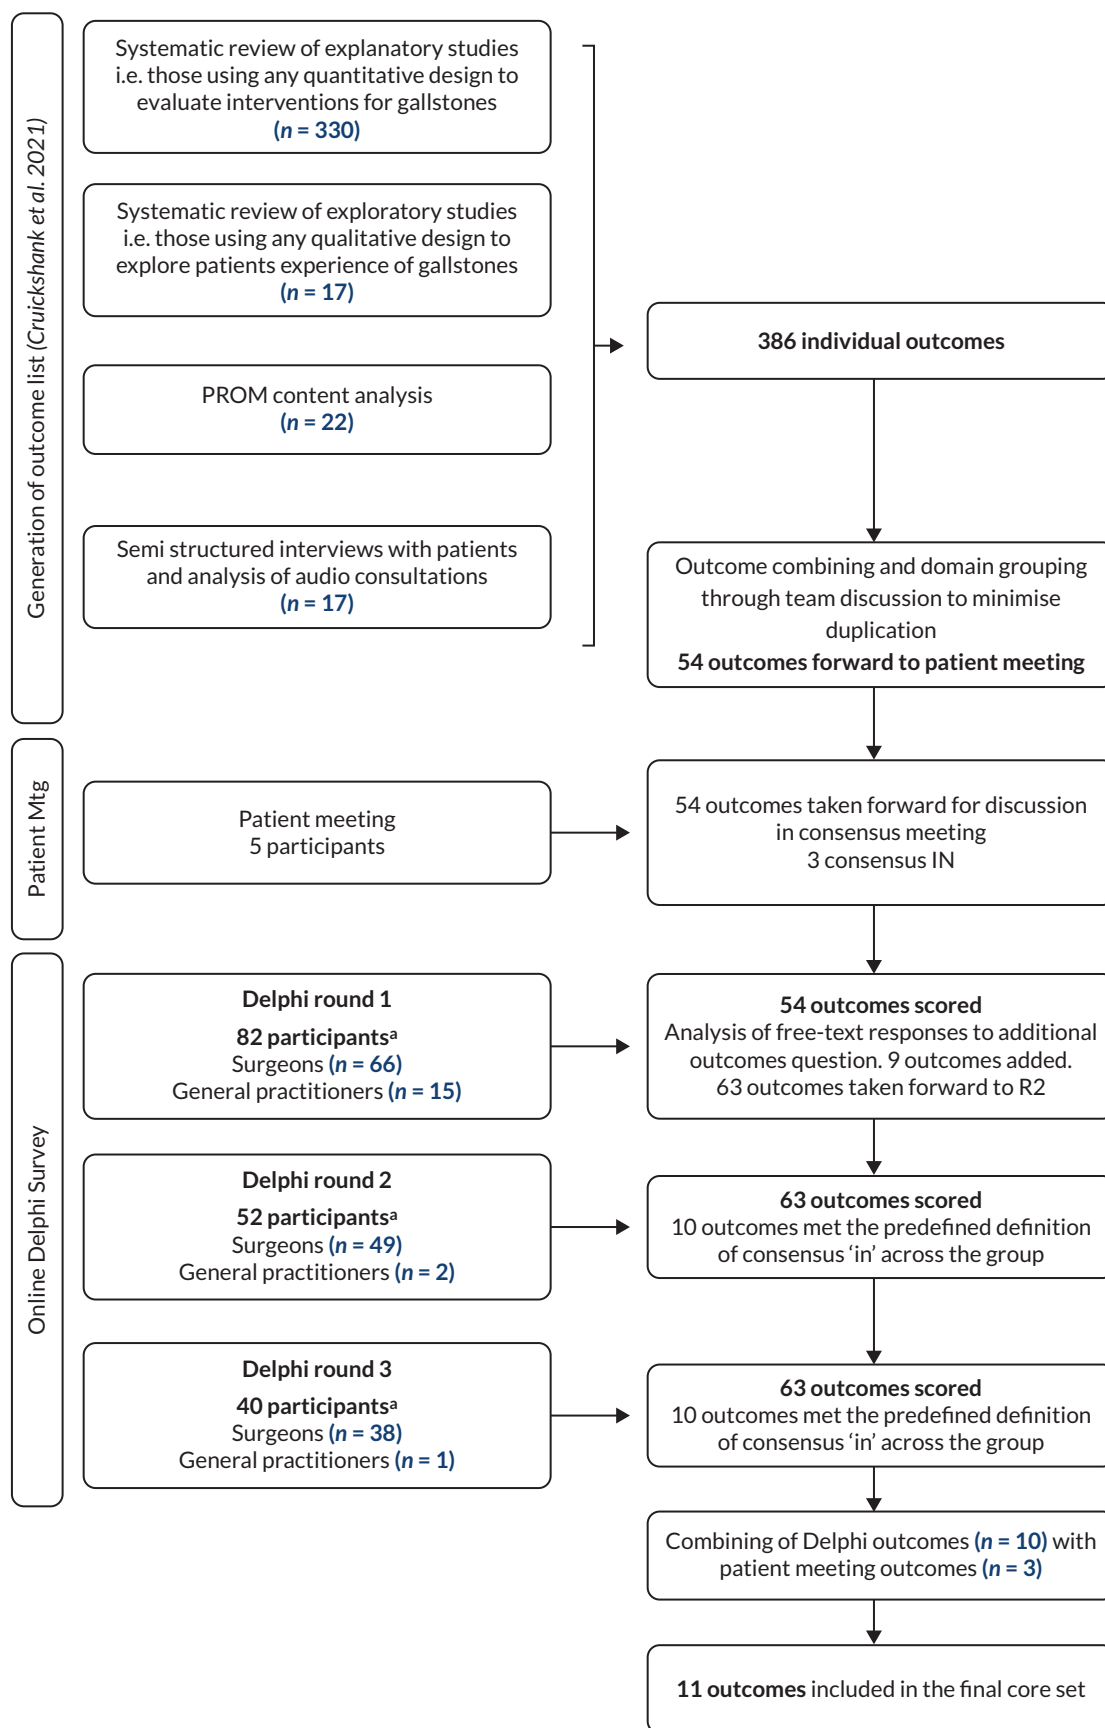 Generation of outcome list (Cruickshank et al. 2021)
Systematic review of explanatory studies
i.e. those using any quantitative design to
evaluate interventions for gallstones
(n = 330)
Systematic review of exploratory studies
i.e. those using any qualitative design to
explore patients experience of gallstones
(n = 17)
PROM content analysis
(n = 22)
Semi structured interviews with patients
and analysis of audio consultations
(n = 17)
386 individual outcomes
Outcome combining and domain grouping
through team discussion to minimise
duplication
54 outcomes forward to patient meeting
Patient Mtg
Patient meeting
5 participants
54 outcomes taken forward for discussion
in consensus meeting
3 consensus IN
Online Delphi Survey
Delphi round 1
82 participantsᵃ
Surgeons (n = 66)
General practitioners (n = 15)
54 outcomes scored
Analysis of free-text responses to additional
outcomes question. 9 outcomes added.
63 outcomes taken forward to R2
Delphi round 2
52 participantsᵃ
Surgeons (n = 49)
General practitioners (n = 2)
63 outcomes scored
10 outcomes met the predefined definition
of consensus ‘in’ across the group
Delphi round 3
40 participantsᵃ
Surgeons (n = 38)
General practitioners (n = 1)
63 outcomes scored
10 outcomes met the predefined definition
of consensus ‘in’ across the group
Combining of Delphi outcomes (n = 10) with
patient meeting outcomes (n = 3)
11 outcomes included in the final core set